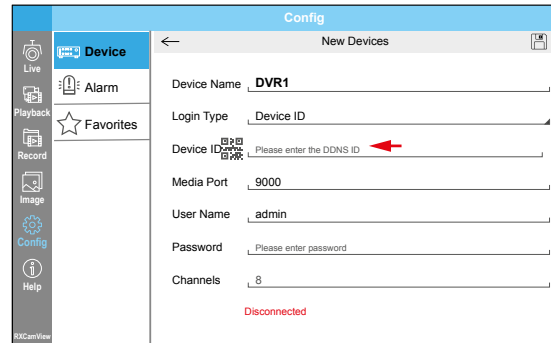 Config
Live
Playback
Record
Image
Config
Help
RXCamView
Device
Alarm
Favorites
New Devices
Device Name DVR1
Login Type Device ID
Device ID Please enter the DDNS ID
Media Port 9000
User Name admin
Password Please enter password
Channels 8
Disconnected